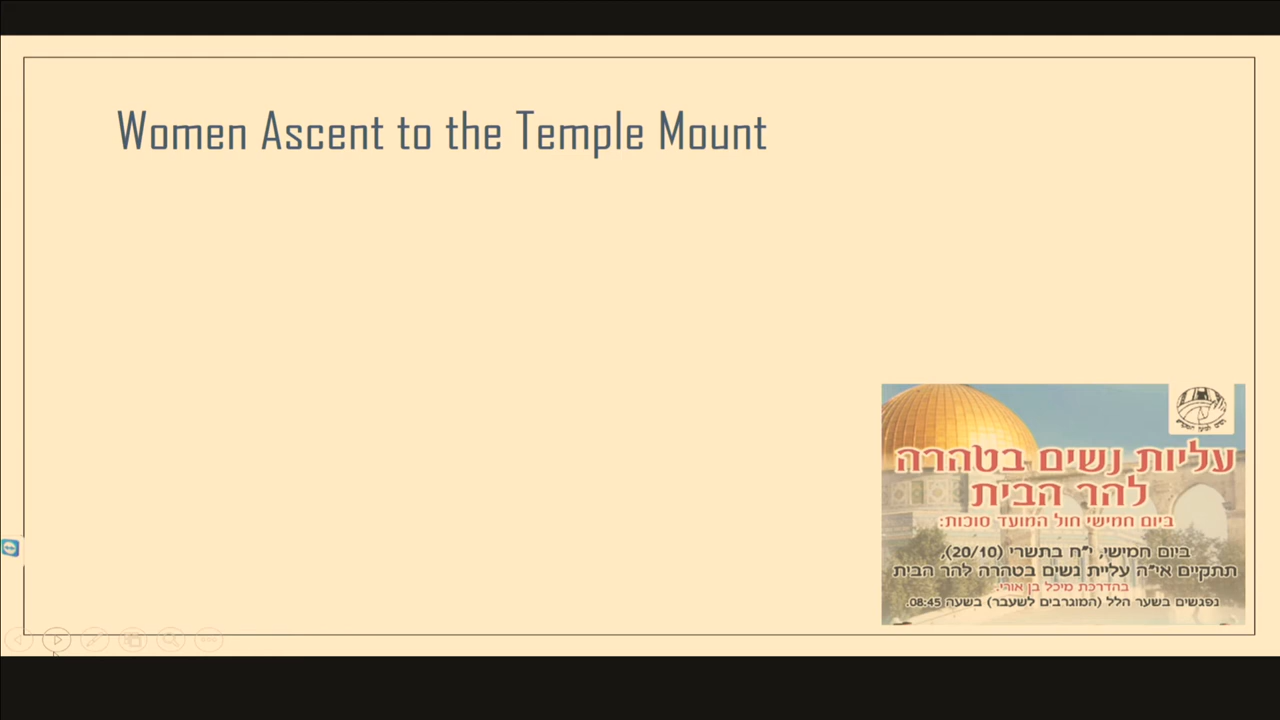 Women Ascent to the Temple Mount
עליות נשים בטהרה
להר הבית
ביום חמישי חול המועד סוכות:
ביום חמישי, י"ח בתשרי (20/10),
תתקיים אי"ה עליית נשים בטהרה להר הבית
בהדרכת מיכל בן אורי.
נפגשים בשער הלל (המוגרבים לשעבר) בשעה 08:45.